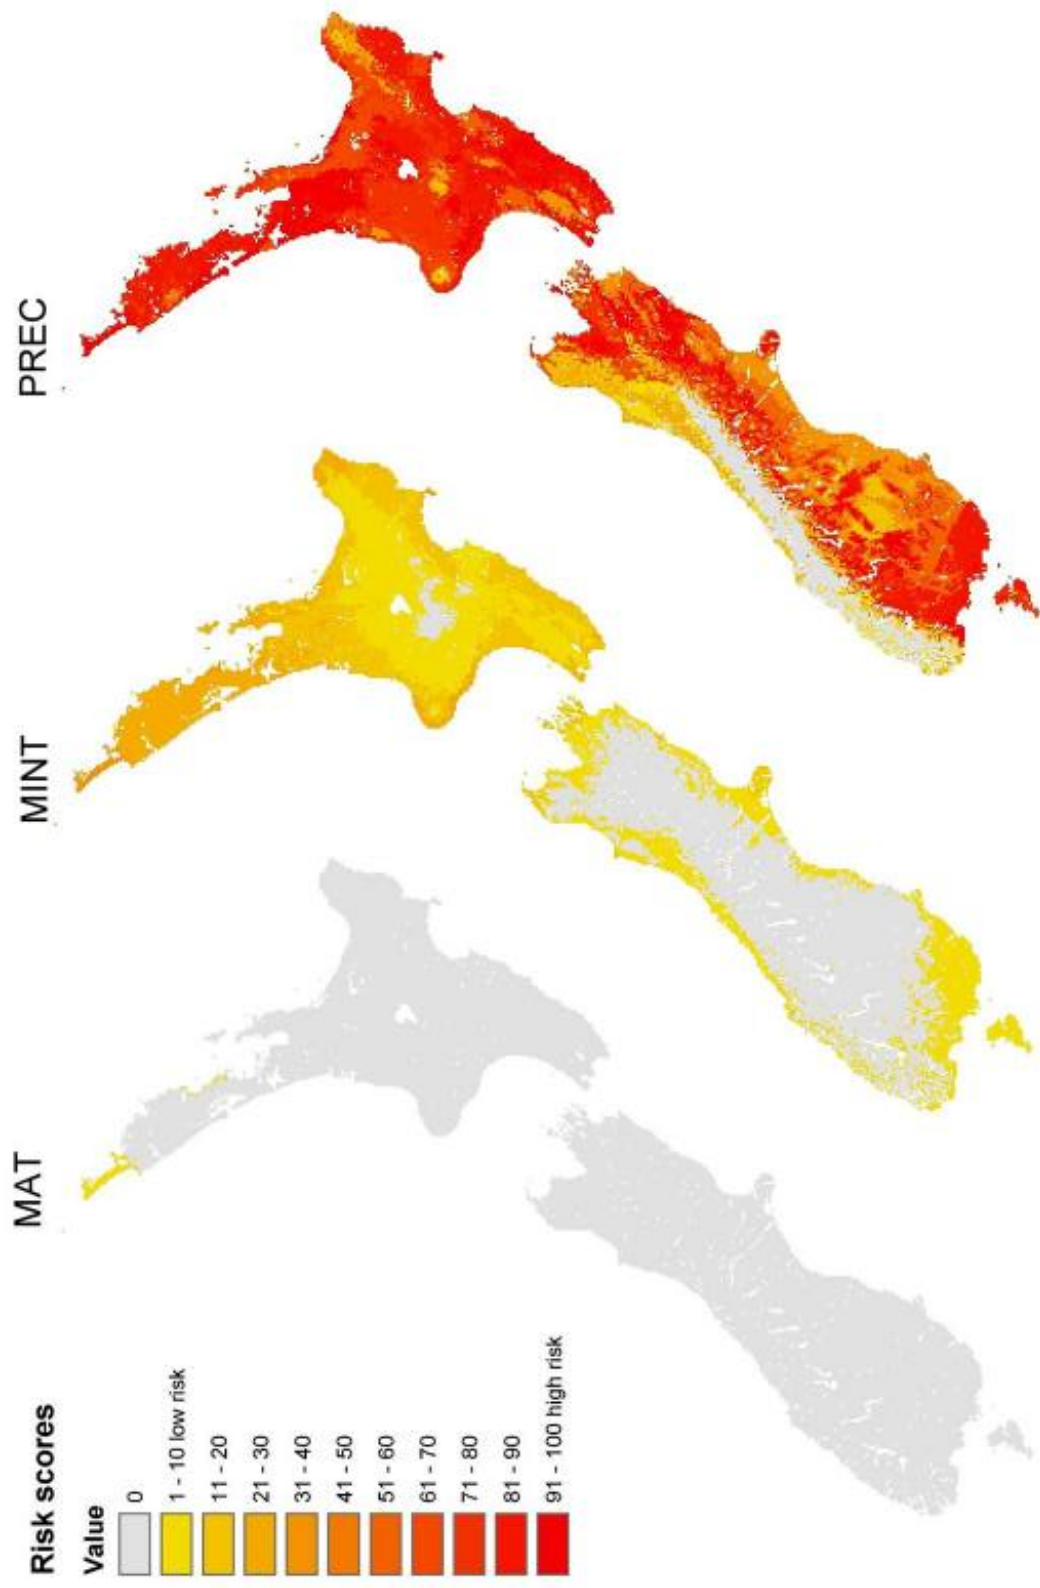 MAT
MINT
PREC
Risk scores
Value
0
1 - 10 low risk
11 - 20
21 - 30
31 - 40
41 - 50
51 - 60
61 - 70
71 - 80
81 - 90
91 - 100 high risk